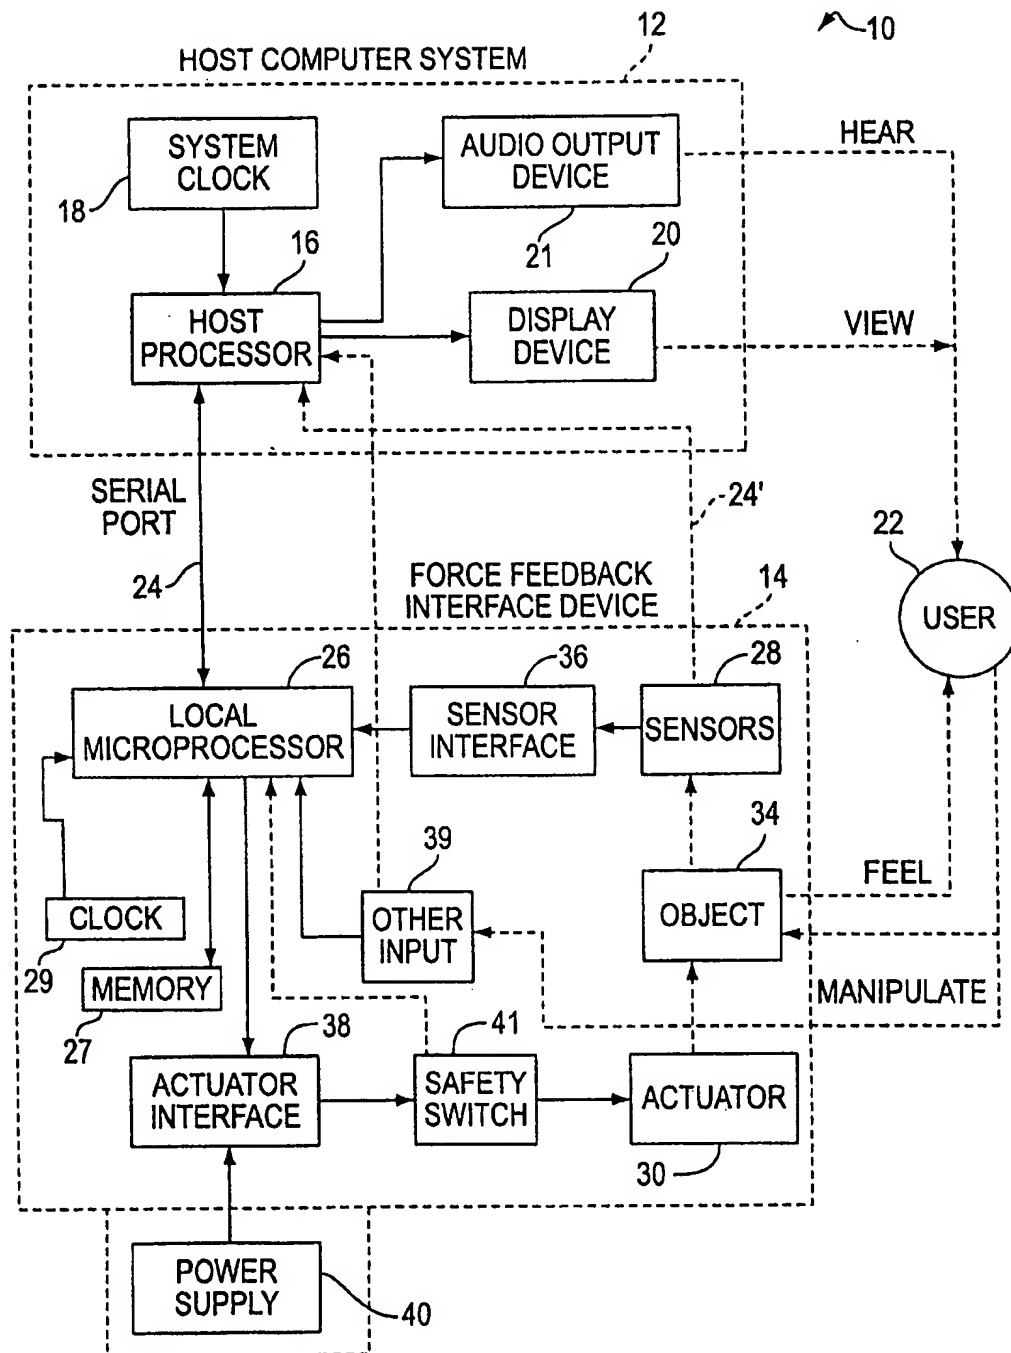 10
12
HOST COMPUTER SYSTEM
SYSTEM
CLOCK
18
AUDIO OUTPUT
DEVICE
21
HEAR
16
20
HOST
PROCESSOR
DISPLAY
DEVICE
VIEW
SERIAL
PORT
24
24'
22
USER
FORCE FEEDBACK
INTERFACE DEVICE
14
26
36
28
LOCAL
MICROPROCESSOR
SENSOR
INTERFACE
SENSORS
34
39
FEEL
CLOCK
29
OTHER
INPUT
OBJECT
MEMORY
27
MANIPULATE
38
41
ACTUATOR
INTERFACE
SAFETY
SWITCH
ACTUATOR
30
POWER
SUPPLY
40